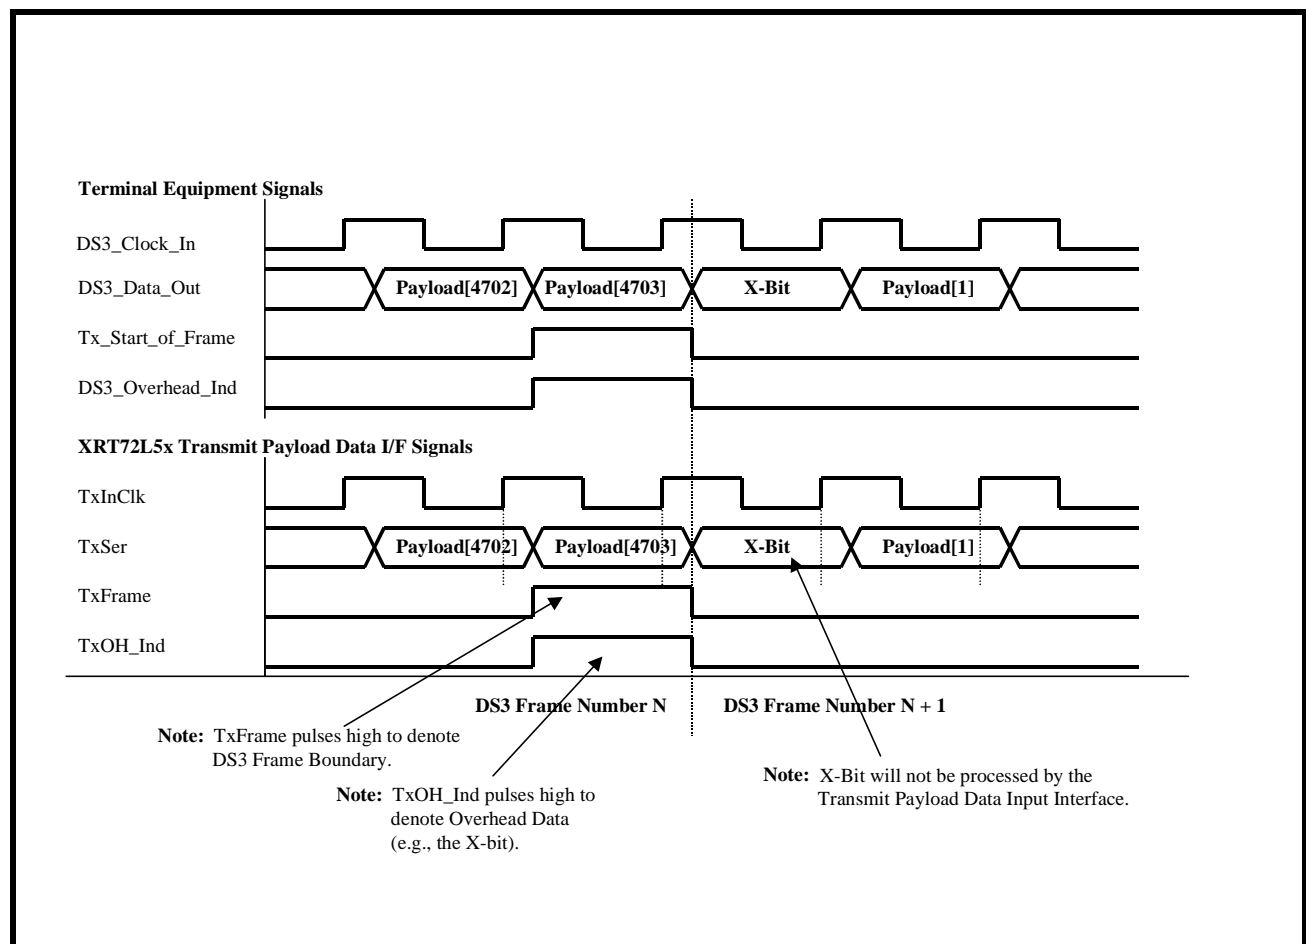 Terminal Equipment Signals
DS3_Clock_In
DS3_Data_Out
Payload[4702] Payload[4703] X-Bit Payload[1]
Tx_Start_of_Frame
DS3_Overhead_Ind
XRT72L5x Transmit Payload Data I/F Signals
TxInClk
TxSer
Payload[4702] Payload[4703] X-Bit Payload[1]
TxFrame
TxOH_Ind
DS3 Frame Number N DS3 Frame Number N + 1
Note: TxFrame pulses high to denote
DS3 Frame Boundary.
Note: TxOH_Ind pulses high to
denote Overhead Data
(e.g., the X-bit).
Note: X-Bit will not be processed by the
Transmit Payload Data Input Interface.